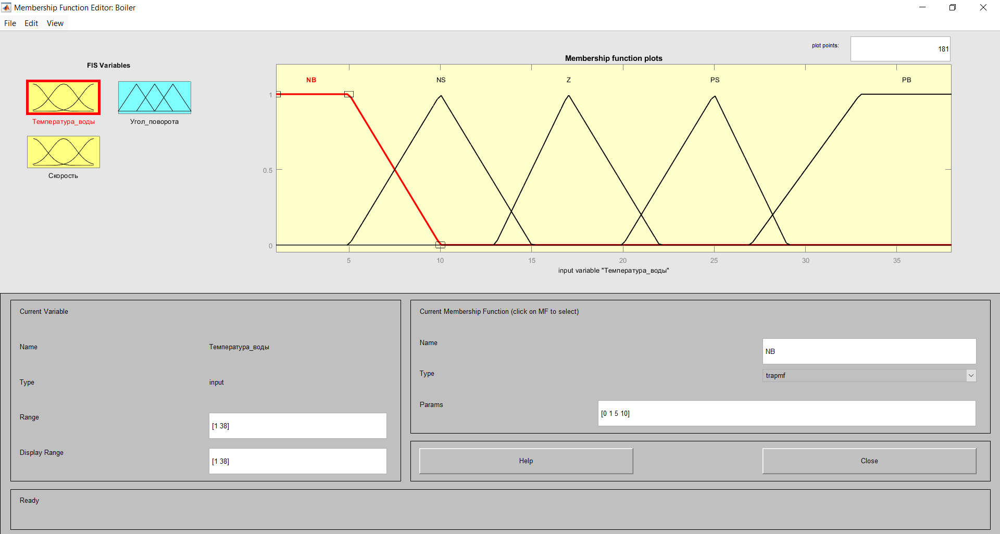 Membership Function Editor: Boiler
File Edit View
plot points: 181
FIS Variables
Membership function plots
Температура_воды Угол_поворота
Скорость
NB NS Z PS PB
1
0.5
0
5 10 15 20 25 30 35
input variable "Температура_воды"
Current Variable
Name Температура_воды
Type input
Range [1 38]
Display Range [1 38]
Current Membership Function (click on MF to select)
Name NB
Type trapmf
Params [0 1 5 10]
Help Close
Ready